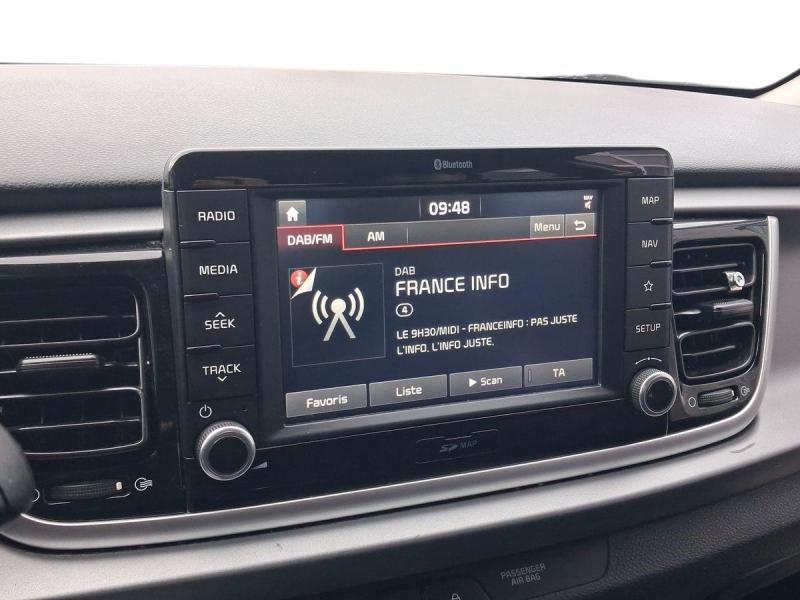 Bluetooth
RADIO
MEDIA
SEEK
TRACK
09:48
DAB/FM
AM
Menu
DAB
FRANCE INFO
4
LE 9H30/MIDI - FRANCEINFO : PAS JUSTE
L'INFO. L'INFO JUSTE.
Favoris
Liste
Scan
TA
MAP
NAV
SETUP
SD MAP
PASSENGER
AIR BAG